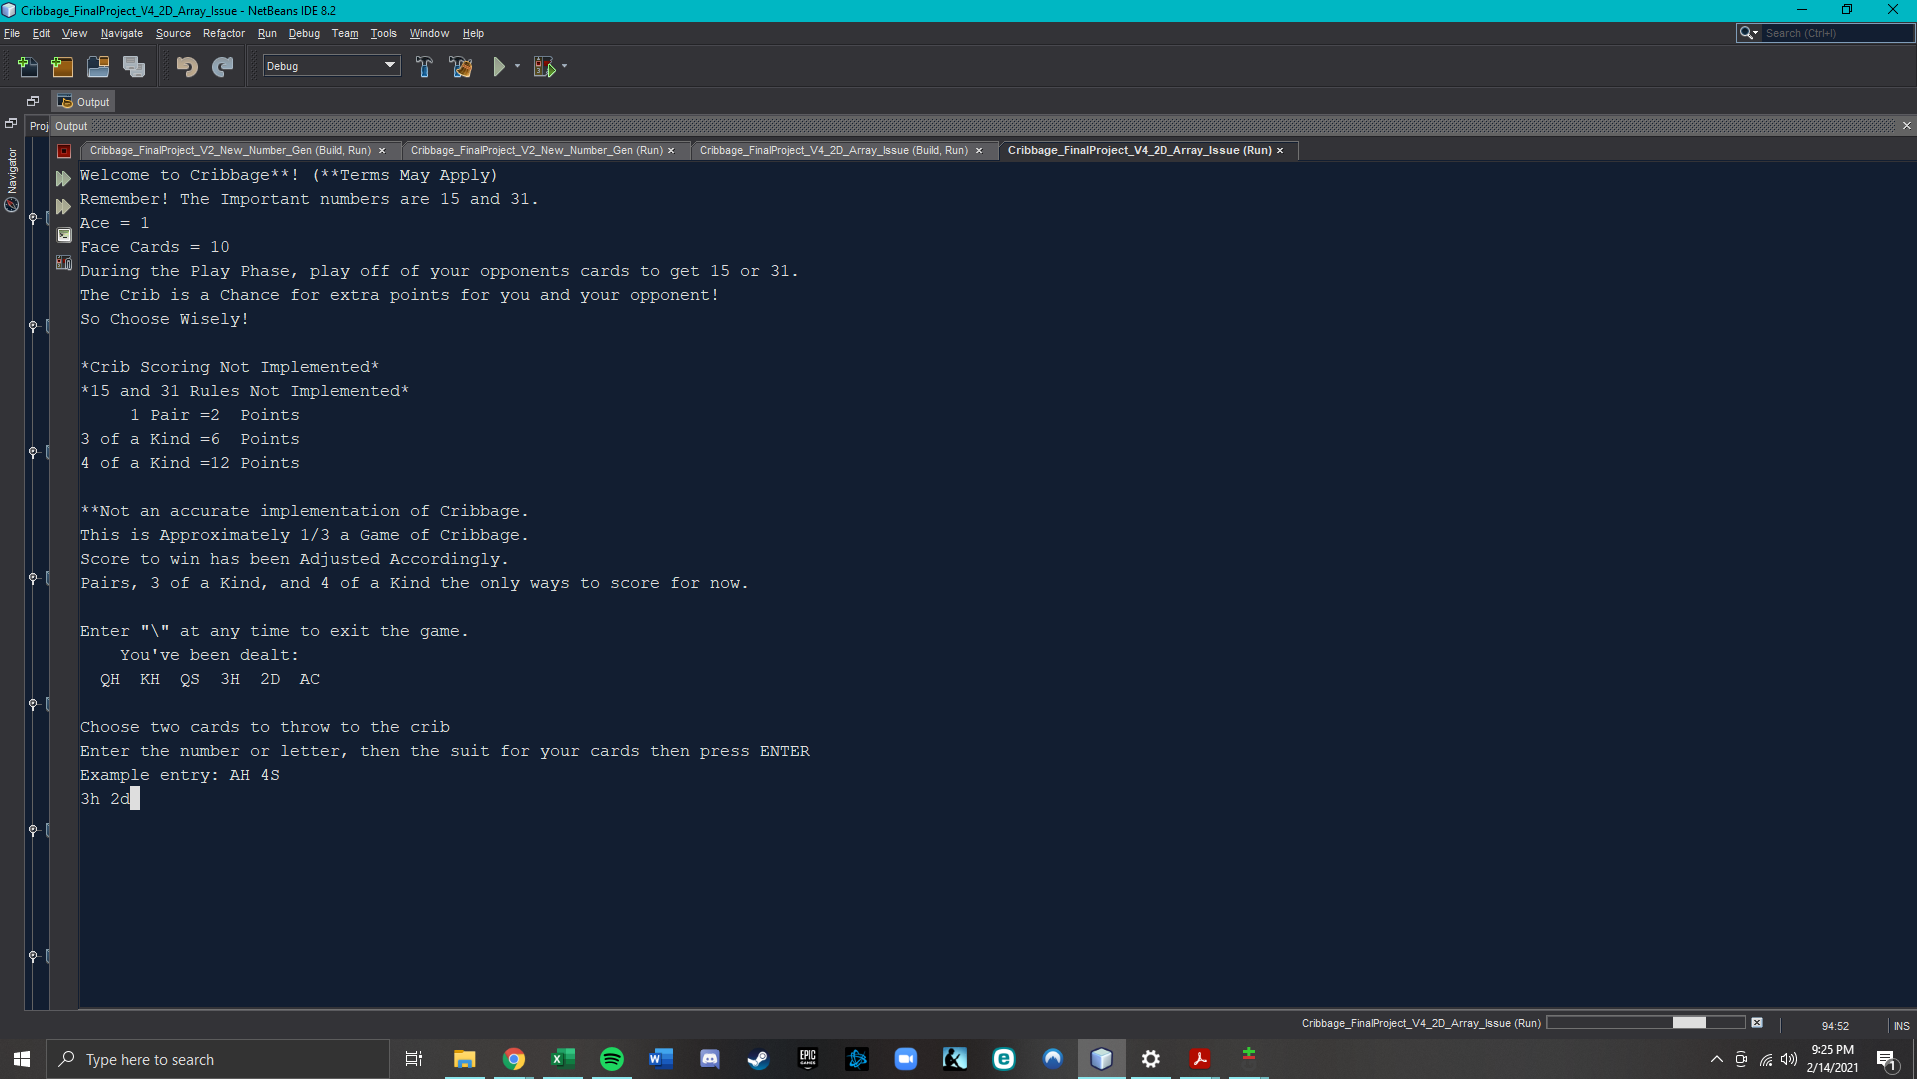 Cribbage_FinalProject_V4_2D_Array_Issue - NetBeans IDE 8.2
File Edit View Navigate Source Refactor Run Debug Team Tools Window Help
Search (Ctrl+I)
Debug
Output
Proj Output
Navigator
Cribbage_FinalProject_V2_New_Number_Gen (Build, Run) Cribbage_FinalProject_V2_New_Number_Gen (Run) Cribbage_FinalProject_V4_2D_Array_Issue (Build, Run) Cribbage_FinalProject_V4_2D_Array_Issue (Run)
Welcome to Cribbage**! (**Terms May Apply)
Remember! The Important numbers are 15 and 31.
Ace = 1
Face Cards = 10
During the Play Phase, play off of your opponents cards to get 15 or 31.
The Crib is a Chance for extra points for you and your opponent!
So Choose Wisely!
*Crib Scoring Not Implemented*
*15 and 31 Rules Not Implemented*
1 Pair =2 Points
3 of a Kind =6 Points
4 of a Kind =12 Points
**Not an accurate implementation of Cribbage.
This is Approximately 1/3 a Game of Cribbage.
Score to win has been Adjusted Accordingly.
Pairs, 3 of a Kind, and 4 of a Kind the only ways to score for now.
Enter "\" at any time to exit the game.
You've been dealt:
QH KH QS 3H 2D AC
Choose two cards to throw to the crib
Enter the number or letter, then the suit for your cards then press ENTER
Example entry: AH 4S
3h 2d
Cribbage_FinalProject_V4_2D_Array_Issue (Run) 94:52 INS
Type here to search
EPIC GAMES
9:25 PM
2/14/2021
1